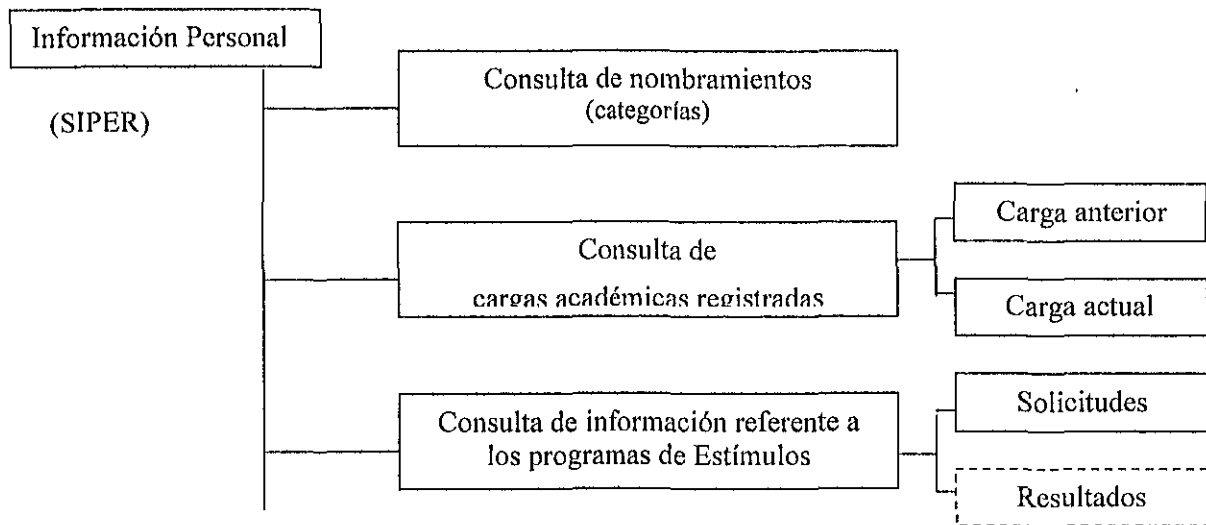 Información Personal
(SIPER)
Consulta de nombramientos
(categorías)
Consulta de
cargas académicas registradas
Carga anterior
Carga actual
Consulta de información referente a
los programas de Estímulos
Solicitudes
Resultados